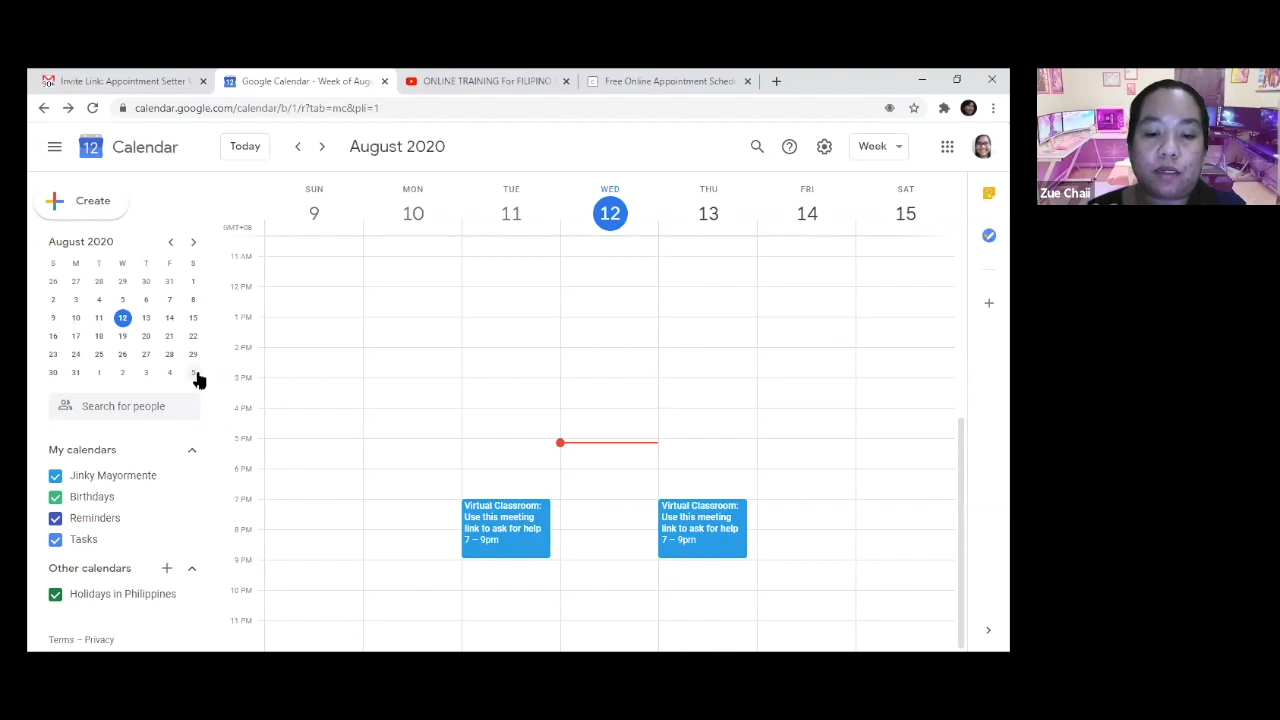 Invite Link: Appointment Setter
Google Calendar - Week of Aug
ONLINE TRAINING For FILIPINO
Free Online Appointment Sched
calendar.google.com/calendar/b/1/r?tab=mc&pli=1
12
Calendar
Today
August 2020
Week
Create
SUN
MON
TUE
WED
THU
FRI
SAT
9
10
11
12
13
14
15
GMT+08
August 2020
S M T W T F S
26 27 28 29 30 31 1
2 3 4 5 6 7 8
9 10 11 12 13 14 15
16 17 18 19 20 21 22
23 24 25 26 27 28 29
30 31 1 2 3 4 5
Search for people
My calendars
Jinky Mayormente
Birthdays
Reminders
Tasks
Other calendars
Holidays in Philippines
Terms – Privacy
11 AM
12 PM
1 PM
2 PM
3 PM
4 PM
5 PM
6 PM
7 PM
8 PM
9 PM
10 PM
11 PM
Virtual Classroom:
Use this meeting
link to ask for help
7 – 9pm
Virtual Classroom:
Use this meeting
link to ask for help
7 – 9pm
Zue Chaii